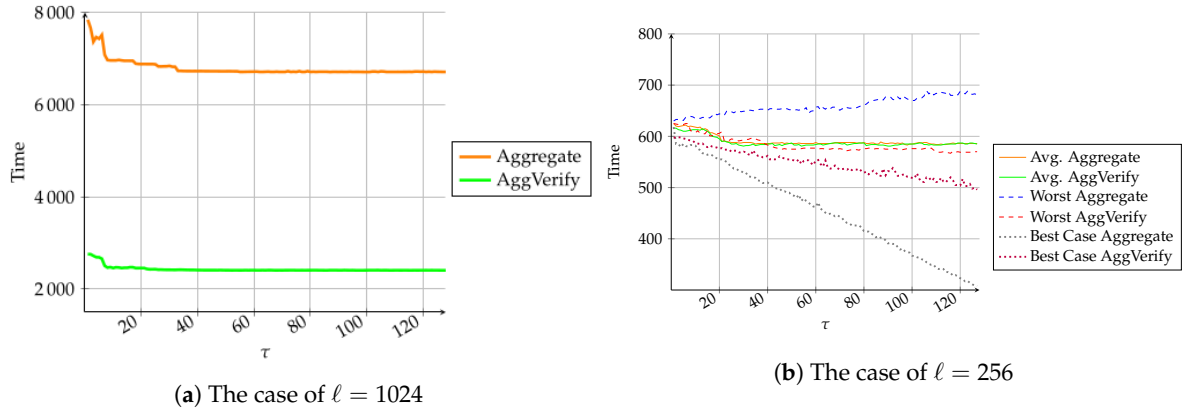 8 000
6 000
4 000
2 000
Time
20
40
60
80
100
120
τ
Aggregate
AggVerify
(a) The case of ℓ = 1024
800
700
600
500
400
Time
20
40
60
80
100
120
τ
Avg. Aggregate
Avg. AggVerify
Worst Aggregate
Worst AggVerify
Best Case Aggregate
Best Case AggVerify
(b) The case of ℓ = 256